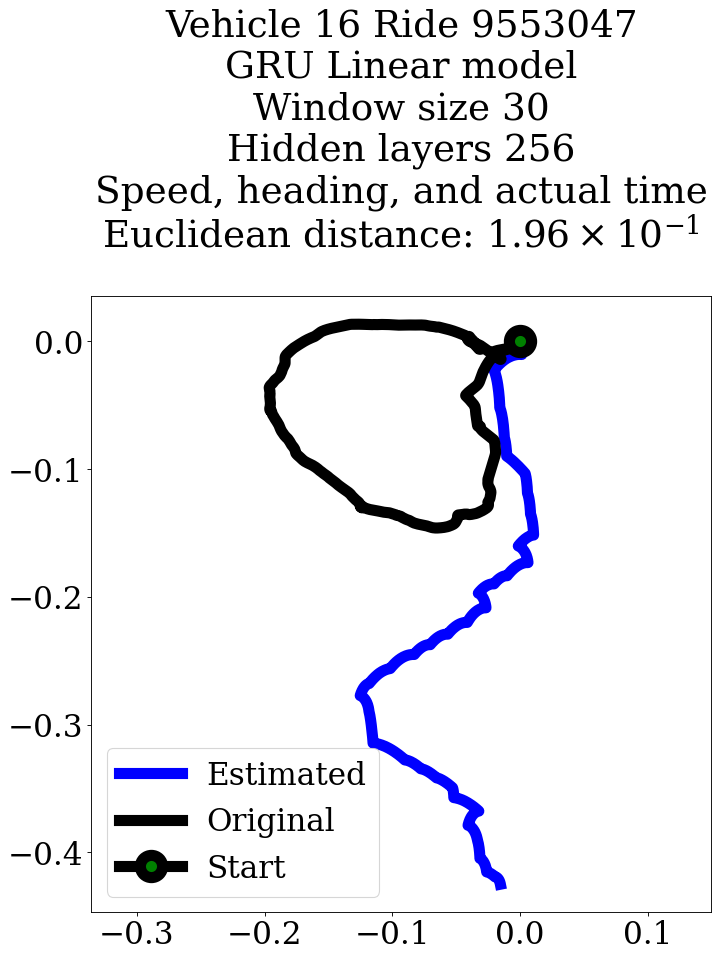 Vehicle 16 Ride 9553047
GRU Linear model
Window size 30
Hidden layers 256
Speed, heading, and actual time
Euclidean distance: 1.96 × 10⁻¹
0.0
−0.1
−0.2
−0.3
−0.4
Estimated
Original
Start
−0.3 −0.2 −0.1 0.0 0.1